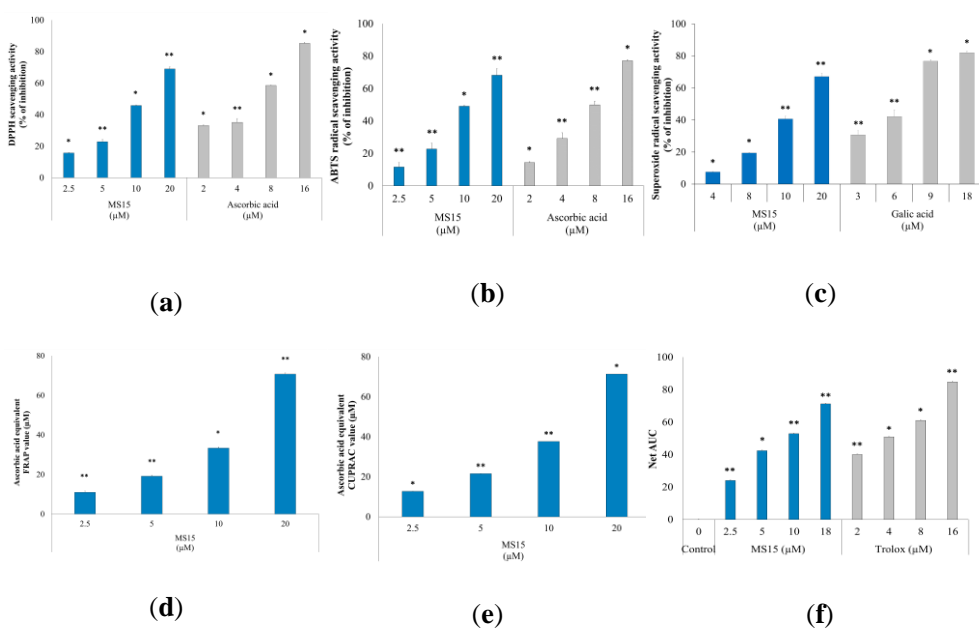 DPPH scavenging activity
(% of inhibition)
100
80
60
40
20
0
*
**
*
**
*
**
*
*
2.5 5 10 20 2 4 8 16
MS15 Ascorbic acid
(µM) (µM)
(a)
ABTS radical scavenging activity
(% of inhibition)
100
80
60
40
20
0
**
**
*
**
*
**
*
*
2.5 5 10 20 2 4 8 16
MS15 Ascorbic acid
(µM) (µM)
(b)
Superoxide radical scavenging activity
(% of inhibition)
100
80
60
40
20
0
*
*
**
**
**
**
*
*
4 8 10 20 3 6 9 18
MS15 Galic acid
(µM) (µM)
(c)
Ascorbic acid equivalent
FRAP value (µM)
80
60
40
20
0
**
**
*
**
2.5 5 10 20
MS15
(µM)
(d)
Ascorbic acid equivalent
CUPRAC value (µM)
80
60
40
20
0
*
**
**
*
2.5 5 10 20
MS15
(µM)
(e)
Net AUC
100
80
60
40
20
0
**
*
**
**
**
*
*
**
0 2.5 5 10 18 2 4 8 16
Control MS15 (µM) Trolox (µM)
(f)